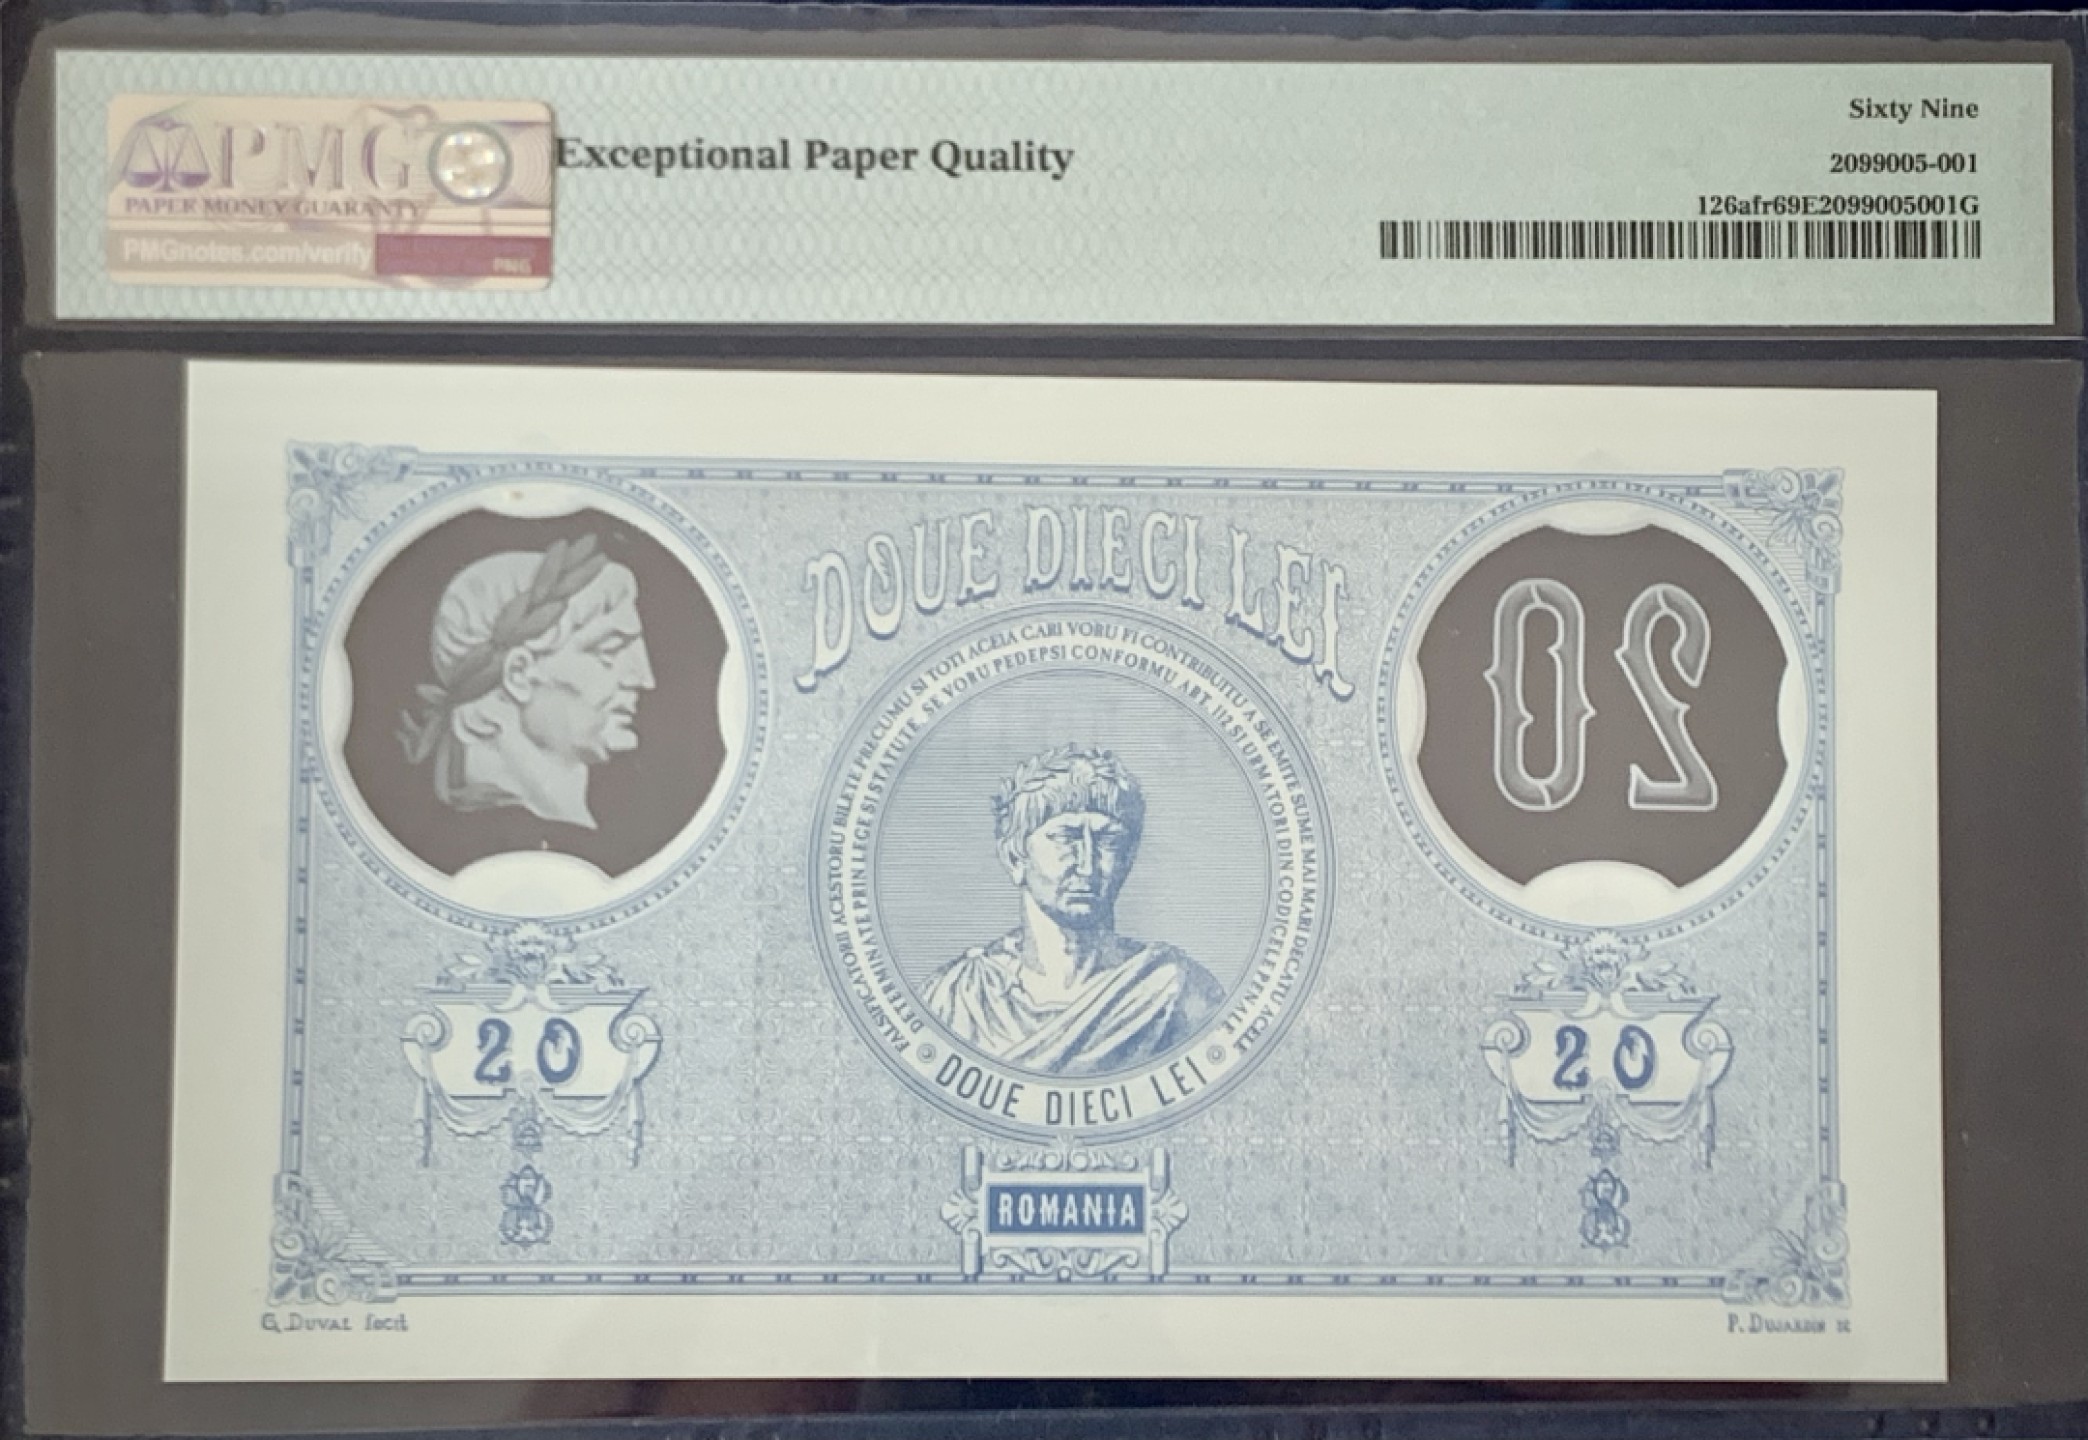 PMG
PAPER MONEY GUARANTY
PMGnotes.com/verify
PMG
Exceptional Paper Quality
Sixty Nine
2099005-001
126afr69E2099005001G
DOUE DIECI LEI
FALSIFICATORII ACESTORU BILETE PRECUMU SI TOTI ACEIA CARI VORU FI CONTRIBUITU A SE EMITE SUME MAI MARI DECATU ACELE
DETERMINATE PRIN LEGE SI STATUTE, SE VORU PEDEPSI CONFORMU ART. 112 SI URMATORI DIN CODICELE PENALE
DOUE DIECI LEI
20
20
20
ROMANIA
G. DUVAL fecit
P. DUJARDIN sc